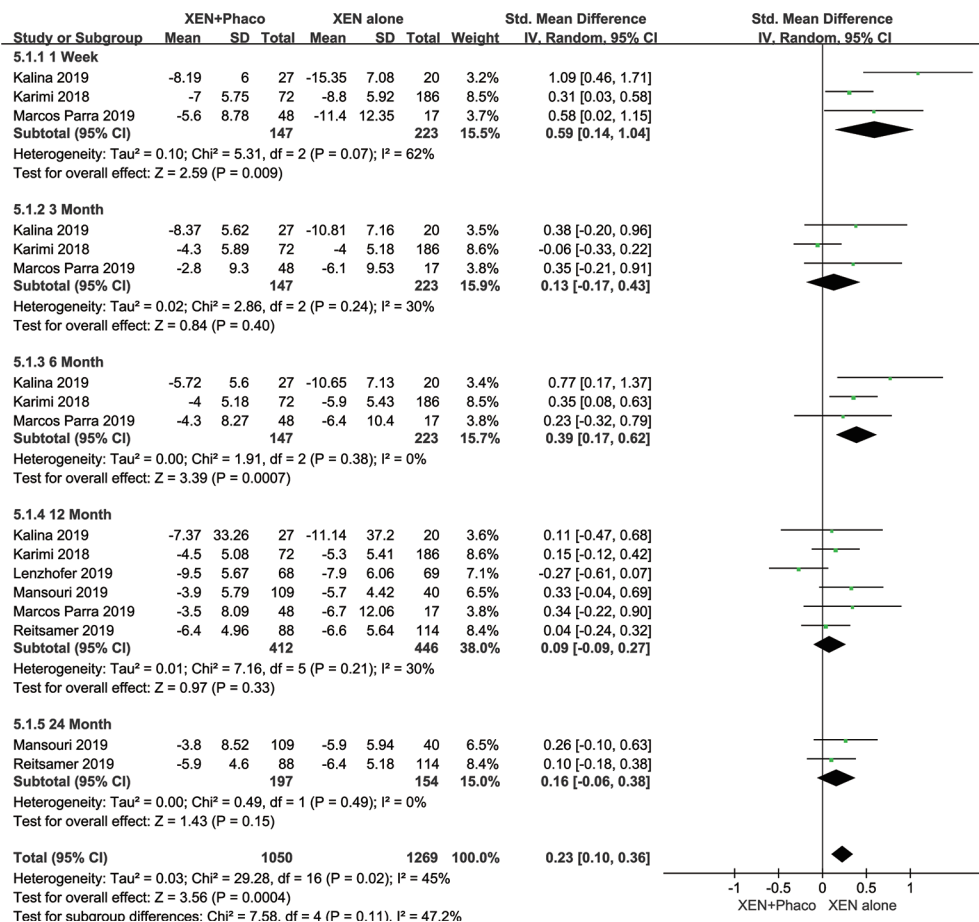 XEN+Phaco XEN alone Std. Mean Difference Std. Mean Difference
Study or Subgroup Mean SD Total Mean SD Total Weight IV, Random, 95% CI IV, Random, 95% CI
5.1.1 1 Week
Kalina 2019 -8.19 6 27 -15.35 7.08 20 3.2% 1.09 [0.46, 1.71]
Karimi 2018 -7 5.75 72 -8.8 5.92 186 8.5% 0.31 [0.03, 0.58]
Marcos Parra 2019 -5.6 8.78 48 -11.4 12.35 17 3.7% 0.58 [0.02, 1.15]
Subtotal (95% CI) 147 223 15.5% 0.59 [0.14, 1.04]
Heterogeneity: Tau² = 0.10; Chi² = 5.31, df = 2 (P = 0.07); I² = 62%
Test for overall effect: Z = 2.59 (P = 0.009)
5.1.2 3 Month
Kalina 2019 -8.37 5.62 27 -10.81 7.16 20 3.5% 0.38 [-0.20, 0.96]
Karimi 2018 -4.3 5.89 72 -4 5.18 186 8.6% -0.06 [-0.33, 0.22]
Marcos Parra 2019 -2.8 9.3 48 -6.1 9.53 17 3.8% 0.35 [-0.21, 0.91]
Subtotal (95% CI) 147 223 15.9% 0.13 [-0.17, 0.43]
Heterogeneity: Tau² = 0.02; Chi² = 2.86, df = 2 (P = 0.24); I² = 30%
Test for overall effect: Z = 0.84 (P = 0.40)
5.1.3 6 Month
Kalina 2019 -5.72 5.6 27 -10.65 7.13 20 3.4% 0.77 [0.17, 1.37]
Karimi 2018 -4 5.18 72 -5.9 5.43 186 8.5% 0.35 [0.08, 0.63]
Marcos Parra 2019 -4.3 8.27 48 -6.4 10.4 17 3.8% 0.23 [-0.32, 0.79]
Subtotal (95% CI) 147 223 15.7% 0.39 [0.17, 0.62]
Heterogeneity: Tau² = 0.00; Chi² = 1.91, df = 2 (P = 0.38); I² = 0%
Test for overall effect: Z = 3.39 (P = 0.0007)
5.1.4 12 Month
Kalina 2019 -7.37 33.26 27 -11.14 37.2 20 3.6% 0.11 [-0.47, 0.68]
Karimi 2018 -4.5 5.08 72 -5.3 5.41 186 8.6% 0.15 [-0.12, 0.42]
Lenzhofer 2019 -9.5 5.67 68 -7.9 6.06 69 7.1% -0.27 [-0.61, 0.07]
Mansouri 2019 -3.9 5.79 109 -5.7 4.42 40 6.5% 0.33 [-0.04, 0.69]
Marcos Parra 2019 -3.5 8.09 48 -6.7 12.06 17 3.8% 0.34 [-0.22, 0.90]
Reitsamer 2019 -6.4 4.96 88 -6.6 5.64 114 8.4% 0.04 [-0.24, 0.32]
Subtotal (95% CI) 412 446 38.0% 0.09 [-0.09, 0.27]
Heterogeneity: Tau² = 0.01; Chi² = 7.16, df = 5 (P = 0.21); I² = 30%
Test for overall effect: Z = 0.97 (P = 0.33)
5.1.5 24 Month
Mansouri 2019 -3.8 8.52 109 -5.9 5.94 40 6.5% 0.26 [-0.10, 0.63]
Reitsamer 2019 -5.9 4.6 88 -6.4 5.18 114 8.4% 0.10 [-0.18, 0.38]
Subtotal (95% CI) 197 154 15.0% 0.16 [-0.06, 0.38]
Heterogeneity: Tau² = 0.00; Chi² = 0.49, df = 1 (P = 0.49); I² = 0%
Test for overall effect: Z = 1.43 (P = 0.15)
Total (95% CI) 1050 1269 100.0% 0.23 [0.10, 0.36]
Heterogeneity: Tau² = 0.03; Chi² = 29.28, df = 16 (P = 0.02); I² = 45%
Test for overall effect: Z = 3.56 (P = 0.0004)
Test for subgroup differences: Chi² = 7.58, df = 4 (P = 0.11), I² = 47.2%
-1 -0.5 0 0.5 1
XEN+Phaco XEN alone